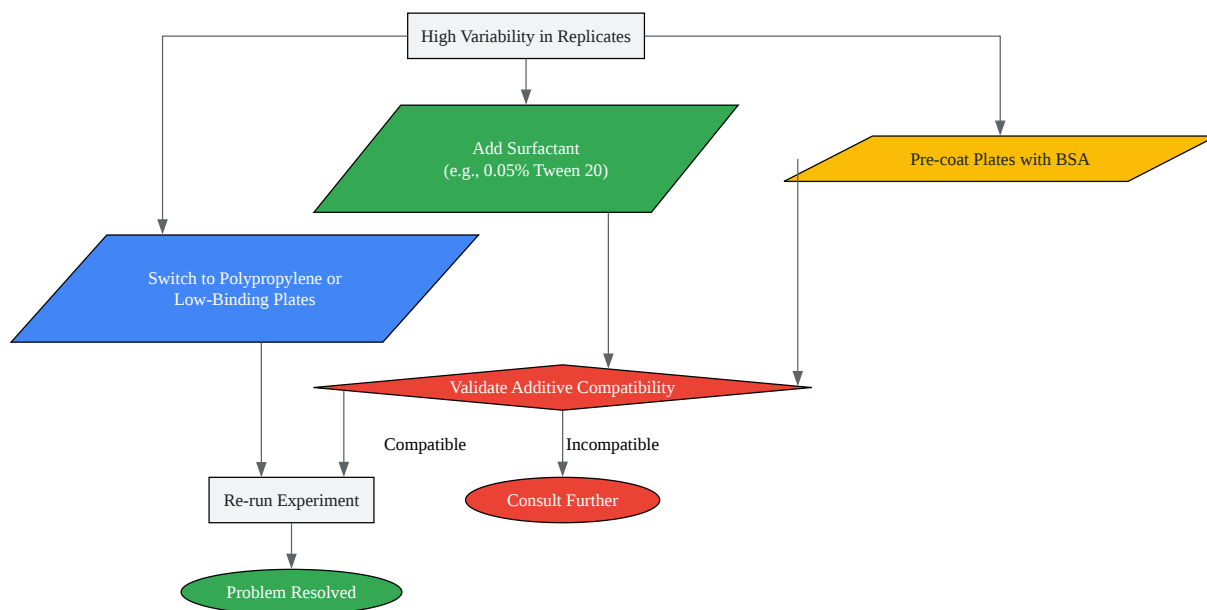 High Variability in Replicates
Add Surfactant
(e.g., 0.05% Tween 20)
Pre-coat Plates with BSA
Switch to Polypropylene or
Low-Binding Plates
Validate Additive Compatibility
Compatible
Incompatible
Re-run Experiment
Consult Further
Problem Resolved